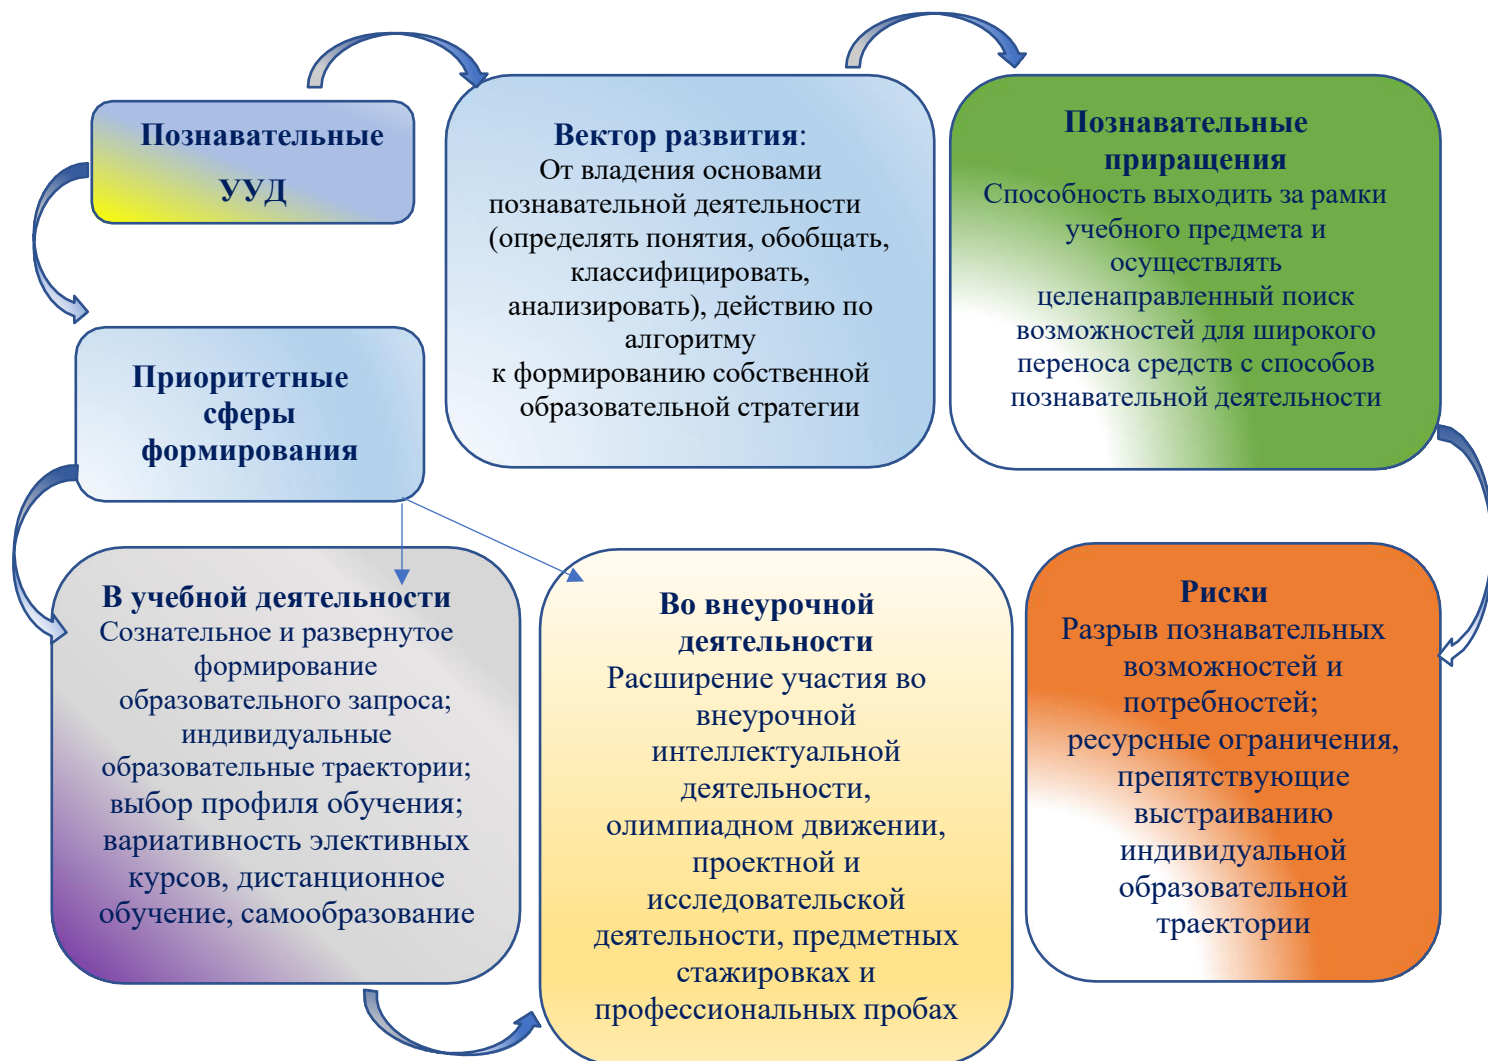 Познавательные
УУД
Вектор развития:
От владения основами
познавательной деятельности
(определять понятия, обобщать,
классифицировать,
анализировать), действию по
алгоритму
к формированию собственной
образовательной стратегии
Познавательные
приращения
Способность выходить за рамки
учебного предмета и
осуществлять
целенаправленный поиск
возможностей для широкого
переноса средств с способов
познавательной деятельности
Приоритетные
сферы
формирования
В учебной деятельности
Сознательное и развернутое
формирование
образовательного запроса;
индивидуальные
образовательные траектории;
выбор профиля обучения;
вариативность элективных
курсов, дистанционное
обучение, самообразование
Во внеурочной
деятельности
Расширение участия во
внеурочной
интеллектуальной
деятельности,
олимпиадном движении,
проектной и
исследовательской
деятельности, предметных
стажировках и
профессиональных пробах
Риски
Разрыв познавательных
возможностей и
потребностей;
ресурсные ограничения,
препятствующие
выстраиванию
индивидуальной
образовательной
траектории